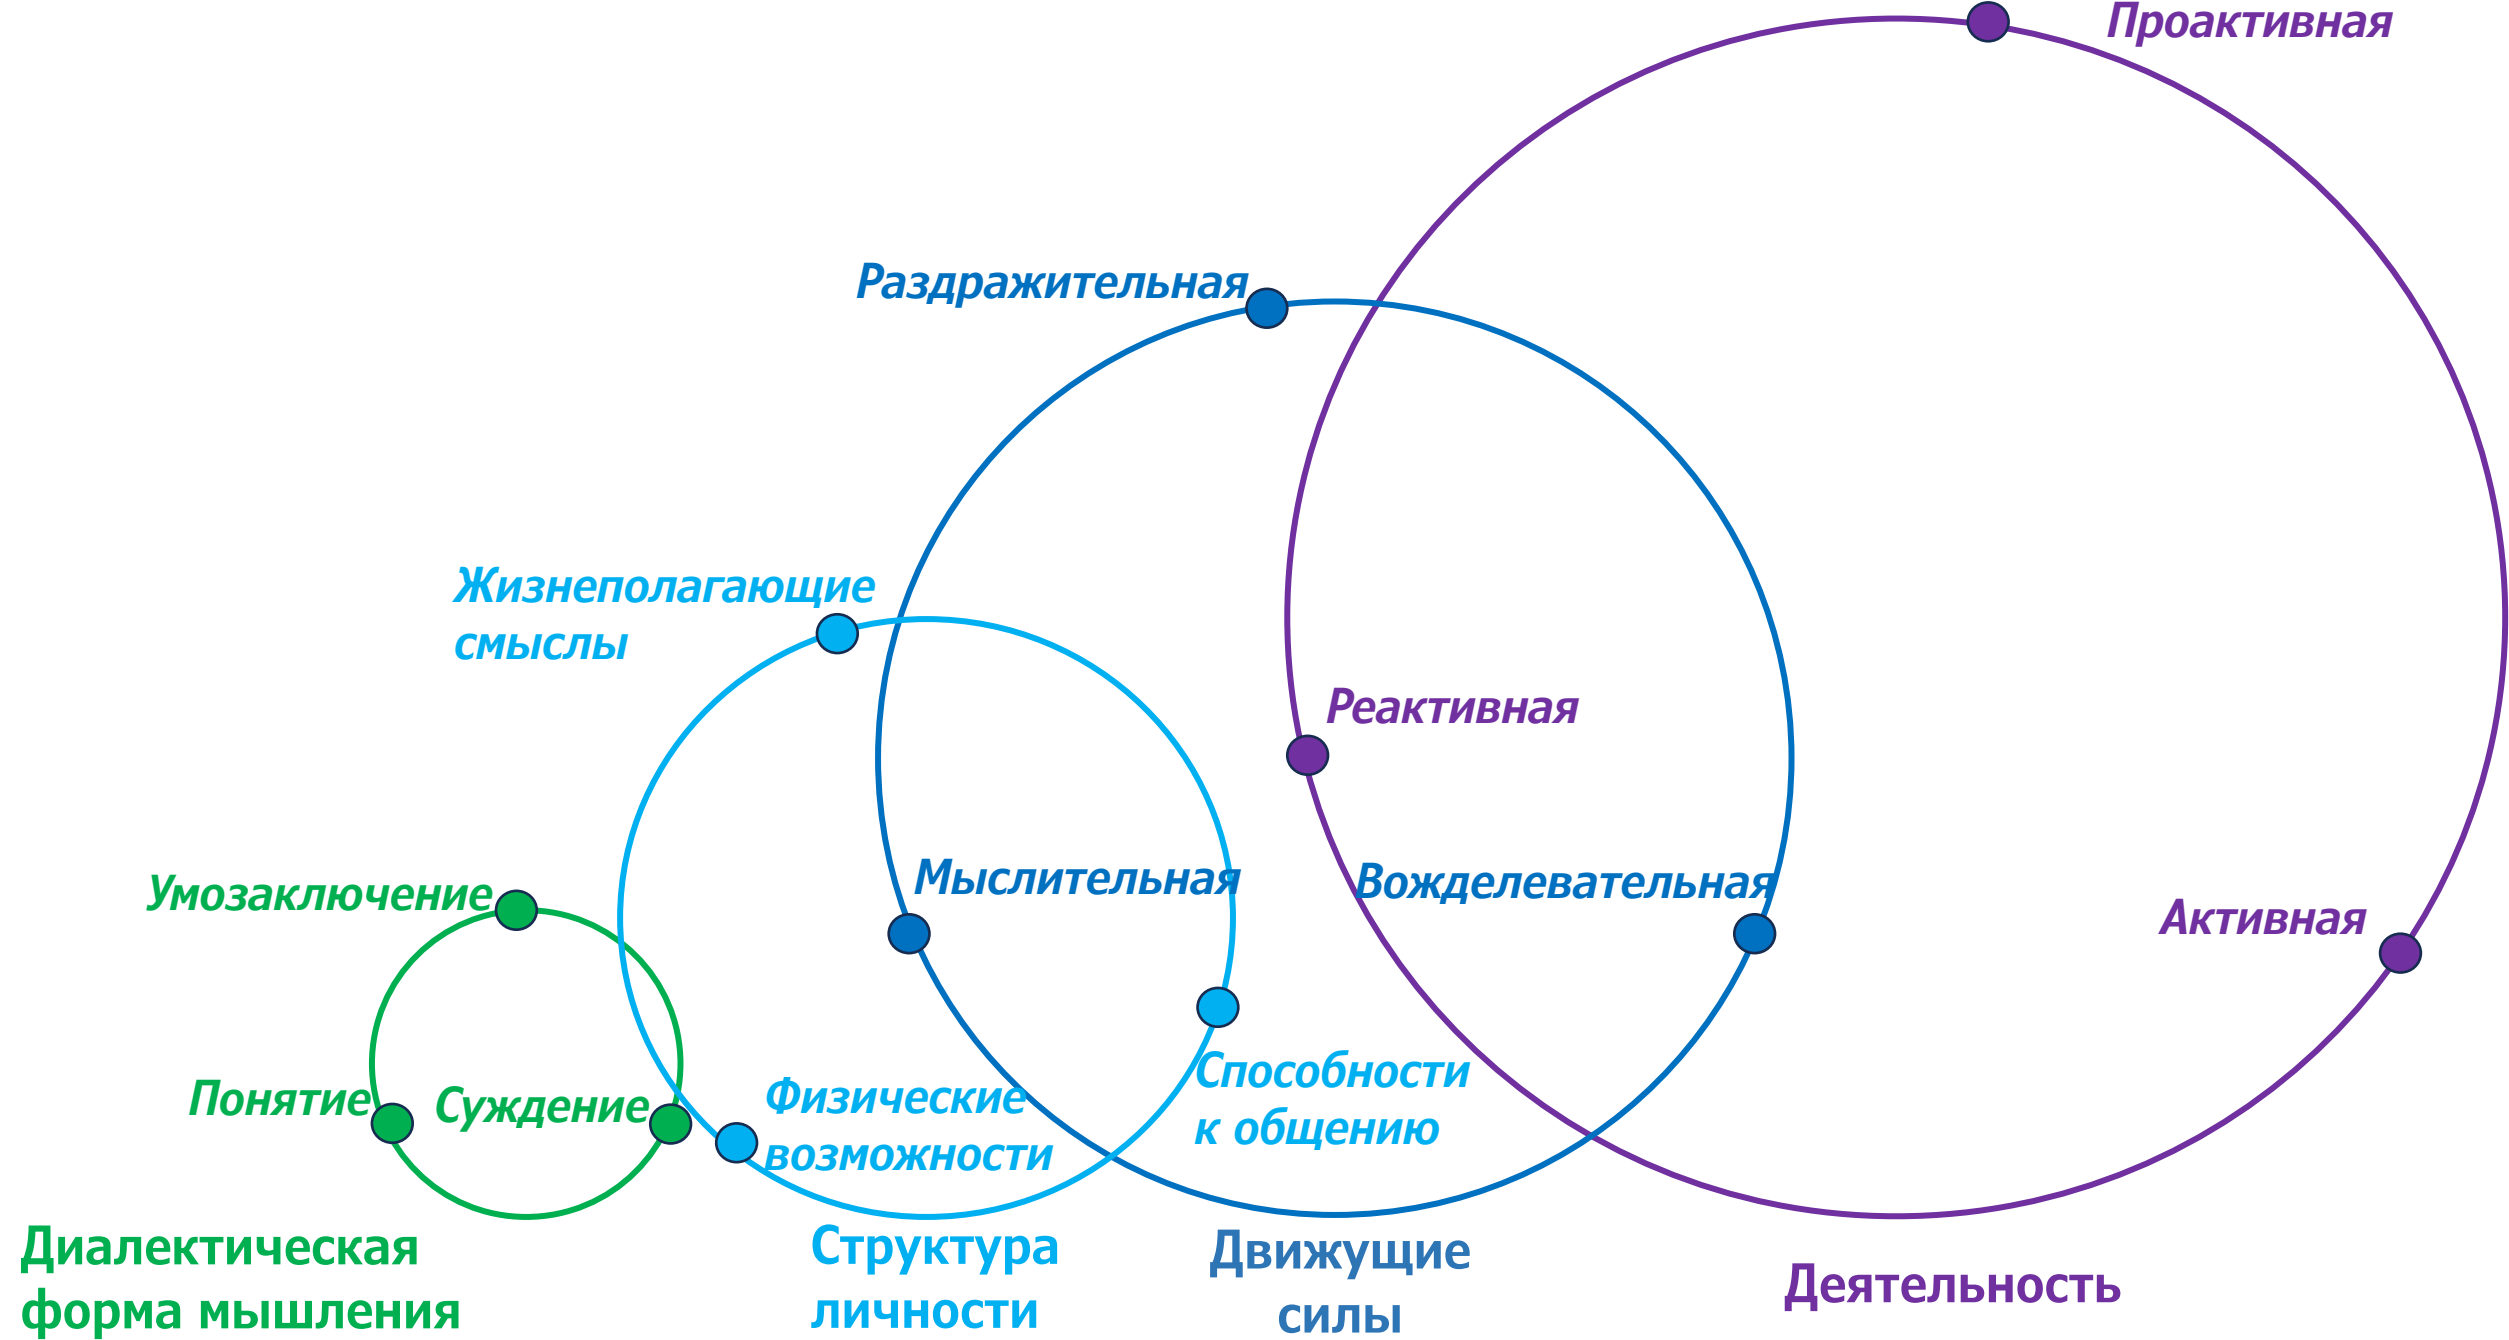 Проактивная
Раздражительная
Жизнеполагающие
смыслы
Реактивная
Мыслительная
Вожделевательная
Умозаключение
Активная
Способности
к общению
Понятие
Суждение
Физические
возможности
Диалектическая
форма мышления
Структура
личности
Движущие
силы
Деятельность